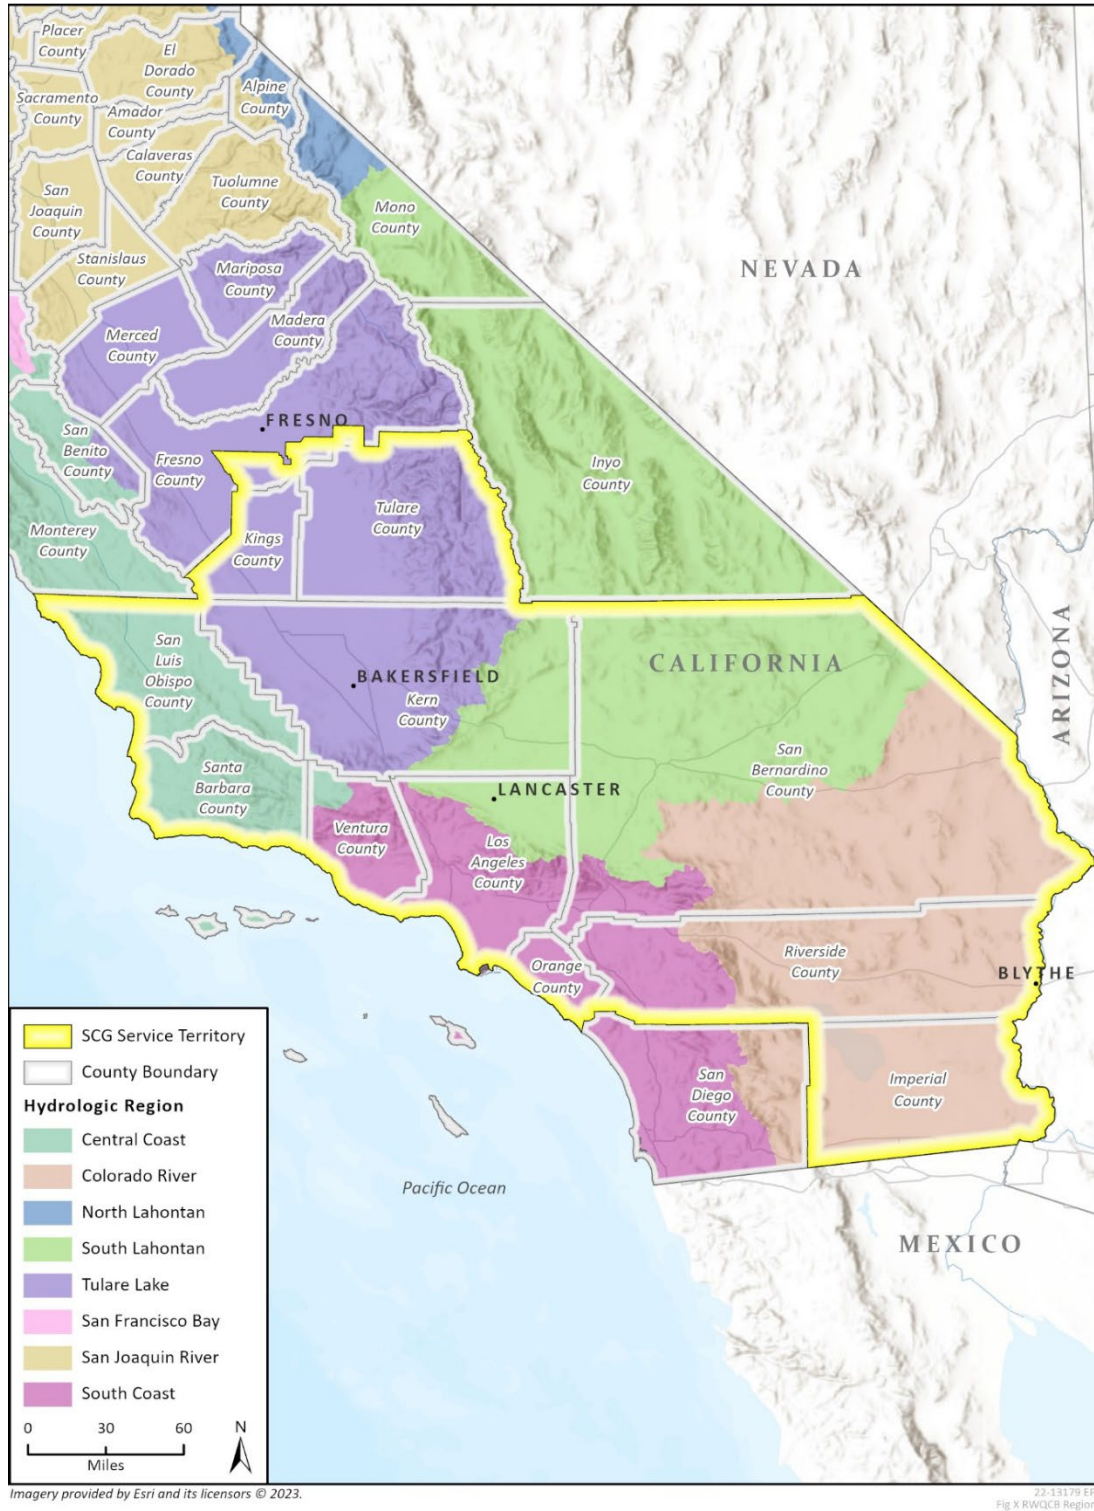 Placer
County
El
Dorado
County
Alpine
County
Sacramento
County
Amador
County
Calaveras
County
Tuolumne
County
San
Joaquin
County
Mono
County
Stanislaus
County
Mariposa
County
NEVADA
Merced
County
Madera
County
FRESNO
San
Benito
County
Fresno
County
Inyo
County
Tulare
County
Monterey
County
Kings
County
ARIZONA
San
Luis
Obispo
County
CALIFORNIA
BAKERSFIELD
Kern
County
Santa
Barbara
County
San
Bernardino
County
LANCASTER
Ventura
County
Los
Angeles
County
Orange
County
Riverside
County
BLYTHE
San
Diego
County
Imperial
County
Pacific Ocean
MEXICO
SCG Service Territory
County Boundary
Hydrologic Region
Central Coast
Colorado River
North Lahontan
South Lahontan
Tulare Lake
San Francisco Bay
San Joaquin River
South Coast
0 30 60
Miles
N
Imagery provided by Esri and its licensors © 2023.
22-13179 EP
Fig X RWQCB Region